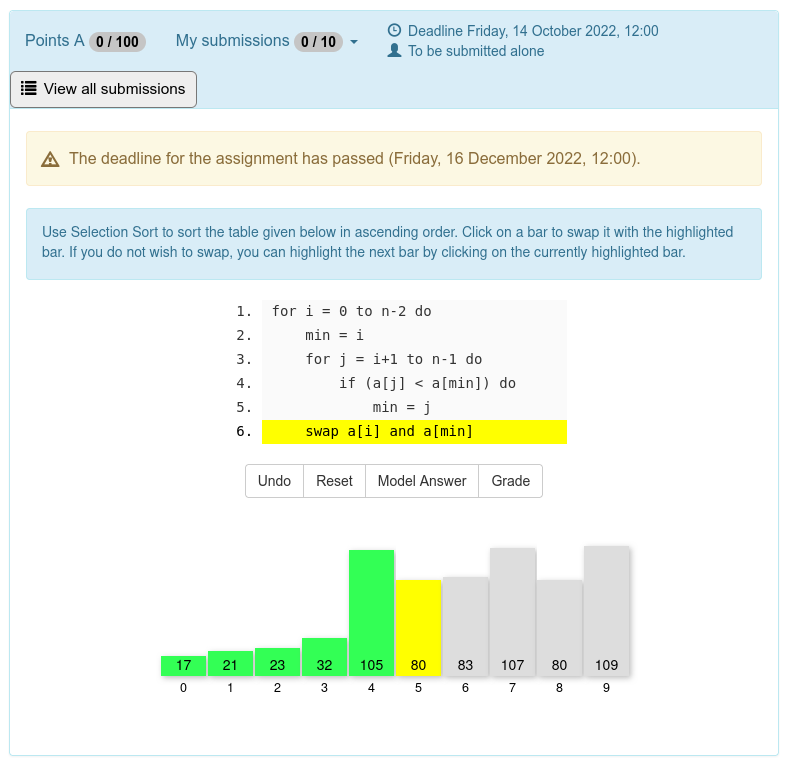 Points A 0 / 100 My submissions 0 / 10
Deadline Friday, 14 October 2022, 12:00
To be submitted alone
View all submissions
The deadline for the assignment has passed (Friday, 16 December 2022, 12:00).
Use Selection Sort to sort the table given below in ascending order. Click on a bar to swap it with the highlighted
bar. If you do not wish to swap, you can highlight the next bar by clicking on the currently highlighted bar.
1. for i = 0 to n-2 do
2.     min = i
3.     for j = i+1 to n-1 do
4.         if (a[j] < a[min]) do
5.             min = j
6.     swap a[i] and a[min]
Undo Reset Model Answer Grade
17 21 23 32 105 80 83 107 80 109
0 1 2 3 4 5 6 7 8 9